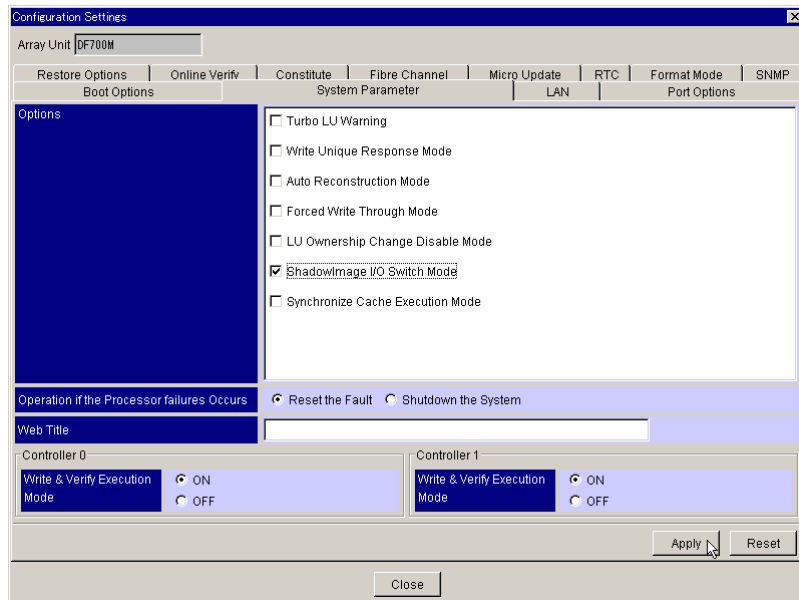 Configuration Settings
Array Unit DF700M
Restore Options Online Verify Constitute Fibre Channel Micro Update RTC Format Mode SNMP
Boot Options System Parameter LAN Port Options
Options
Turbo LU Warning
Write Unique Response Mode
Auto Reconstruction Mode
Forced Write Through Mode
LU Ownership Change Disable Mode
ShadowImage I/O Switch Mode
Synchronize Cache Execution Mode
Operation if the Processor failures Occurs Reset the Fault Shutdown the System
Web Title
Controller 0
Write & Verify Execution Mode
ON
OFF
Controller 1
Write & Verify Execution Mode
ON
OFF
Apply Reset
Close